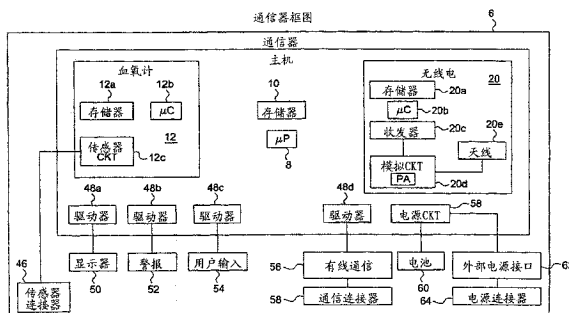 通信器框图
6
通信器
主机
血氧计
12a
12b
存储器
μC
传感器
CKT
12
12c
10
存储器
μP
8
无线电
20
存储器
20a
μC
20b
收发器
20c
20e
天线
模拟CKT
PA
20d
48a
48b
48c
48d
58
驱动器
驱动器
驱动器
驱动器
电源CKT
46
传感器
连接器
显示器
50
警报
52
用户输入
54
56
有线通信
58
通信连接器
电池
60
外部电源接口
62
64
电源连接器